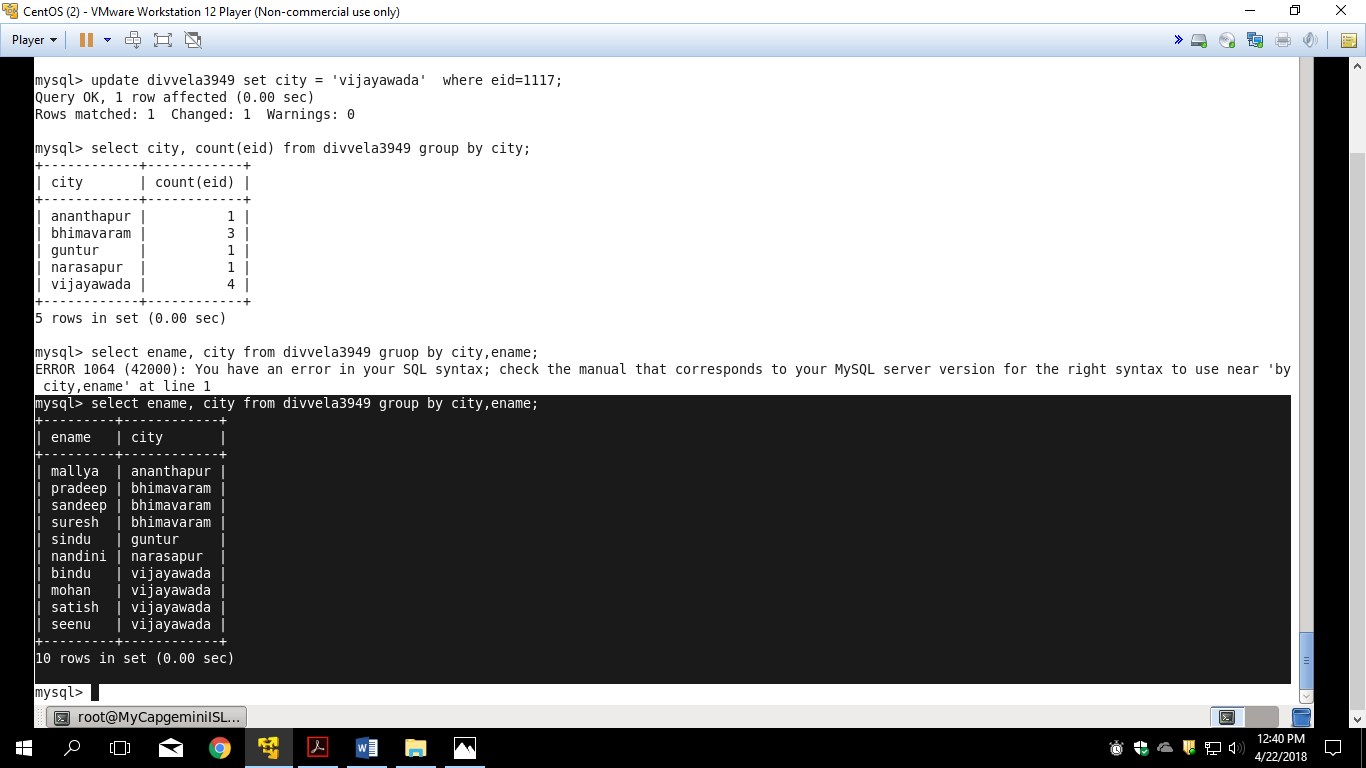 CentOS (2) - VMware Workstation 12 Player (Non-commercial use only)
Player
mysql> update divvela3949 set city = 'vijayawada'  where eid=1117;
Query OK, 1 row affected (0.00 sec)
Rows matched: 1  Changed: 1  Warnings: 0
mysql> select city, count(eid) from divvela3949 group by city;
+------------+------------+
| city       | count(eid) |
+------------+------------+
| ananthapur |          1 |
| bhimavaram |          3 |
| guntur     |          1 |
| narasapur  |          1 |
| vijayawada |          4 |
+------------+------------+
5 rows in set (0.00 sec)
mysql> select ename, city from divvela3949 gruop by city,ename;
ERROR 1064 (42000): You have an error in your SQL syntax; check the manual that corresponds to your MySQL server version for the right syntax to use near 'by
 city,ename' at line 1
mysql> select ename, city from divvela3949 group by city,ename;
+---------+------------+
| ename   | city       |
+---------+------------+
| mallya  | ananthapur |
| pradeep | bhimavaram |
| sandeep | bhimavaram |
| suresh  | bhimavaram |
| sindu   | guntur     |
| nandini | narasapur  |
| bindu   | vijayawada |
| mohan   | vijayawada |
| satish  | vijayawada |
| seenu   | vijayawada |
+---------+------------+
10 rows in set (0.00 sec)
mysql>
root@MyCapgeminiISL...
12:40 PM
4/22/2018